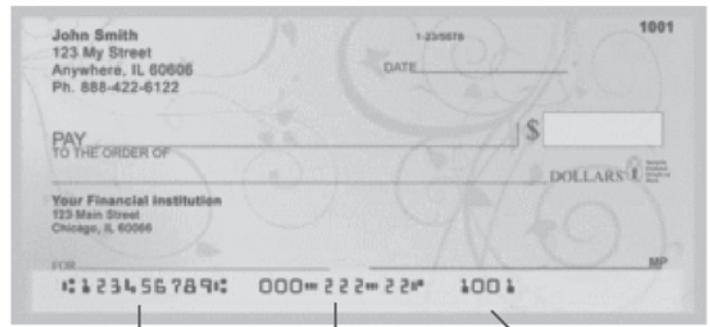 John Smith
1001
123 My Street
1-23/5678
Anywhere, IL 60606
DATE
Ph. 888-422-6122
PAY
TO THE ORDER OF
$
DOLLARS
Your Financial Institution
123 Main Street
Chicago, IL 60066
FOR
MP
⑆123456789⑆ 000⑉222⑉22⑈ 1001